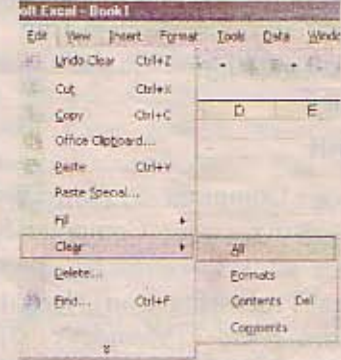 oft Excel - Book1
Edit View Insert Format Tools Data Windo
Undo Clear Ctrl+Z
Cut Ctrl+X
Copy Ctrl+C
D E
Office Clipboard...
Paste Ctrl+V
Paste Special...
Fill
Clear All
Delete... Formats
Find... Ctrl+F Contents Del
Comments